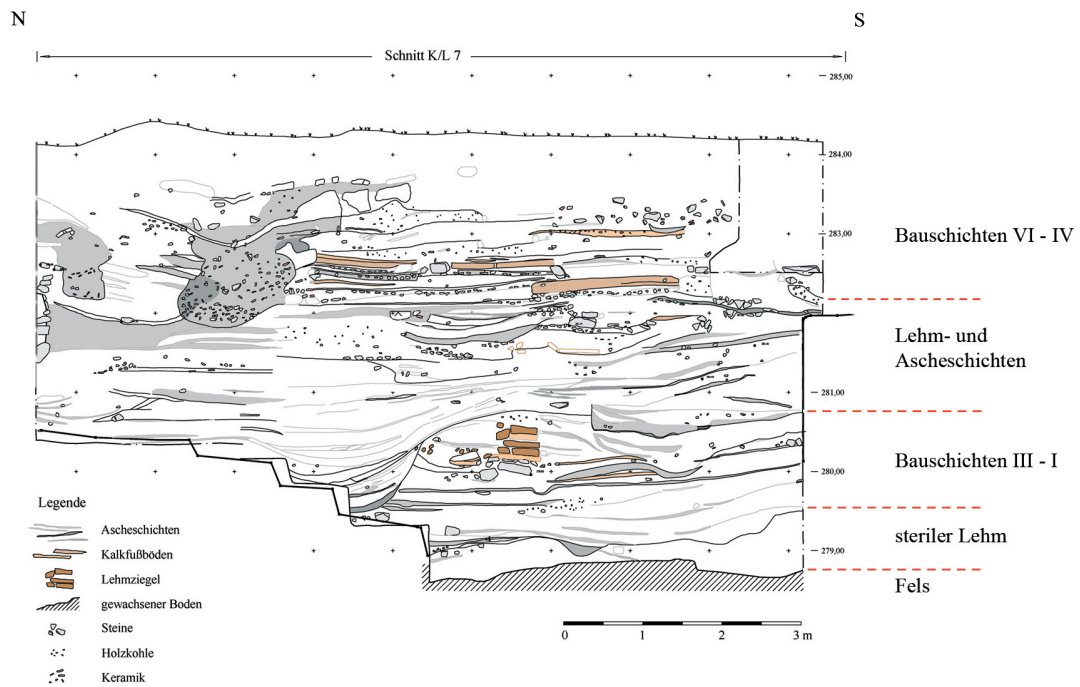 N
S
Schnitt K/L 7
285,00
284,00
283,00
281,00
280,00
279,00
Bauschichten VI - IV
Lehm- und
Ascheschichten
Bauschichten III - I
steriler Lehm
Fels
Legende
Ascheschichten
Kalkfußböden
Lehmziegel
gewachsener Boden
Steine
Holzkohle
Keramik
0 1 2 3 m